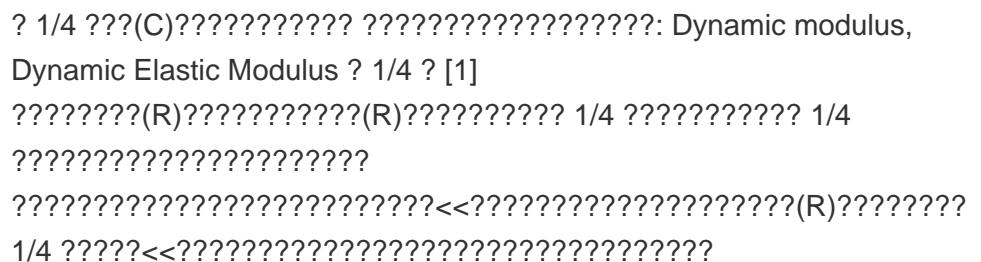 ? 1/4 ???(C)??????????? ??????????????????: Dynamic modulus,
Dynamic Elastic Modulus ? 1/4 ? [1]
????????(R)???????????(R)?????????? 1/4 ??????????? 1/4
??????????????????????
??????????????????????????<<????????????????????(R)????????
1/4 ?????<<?????????????????????????????????